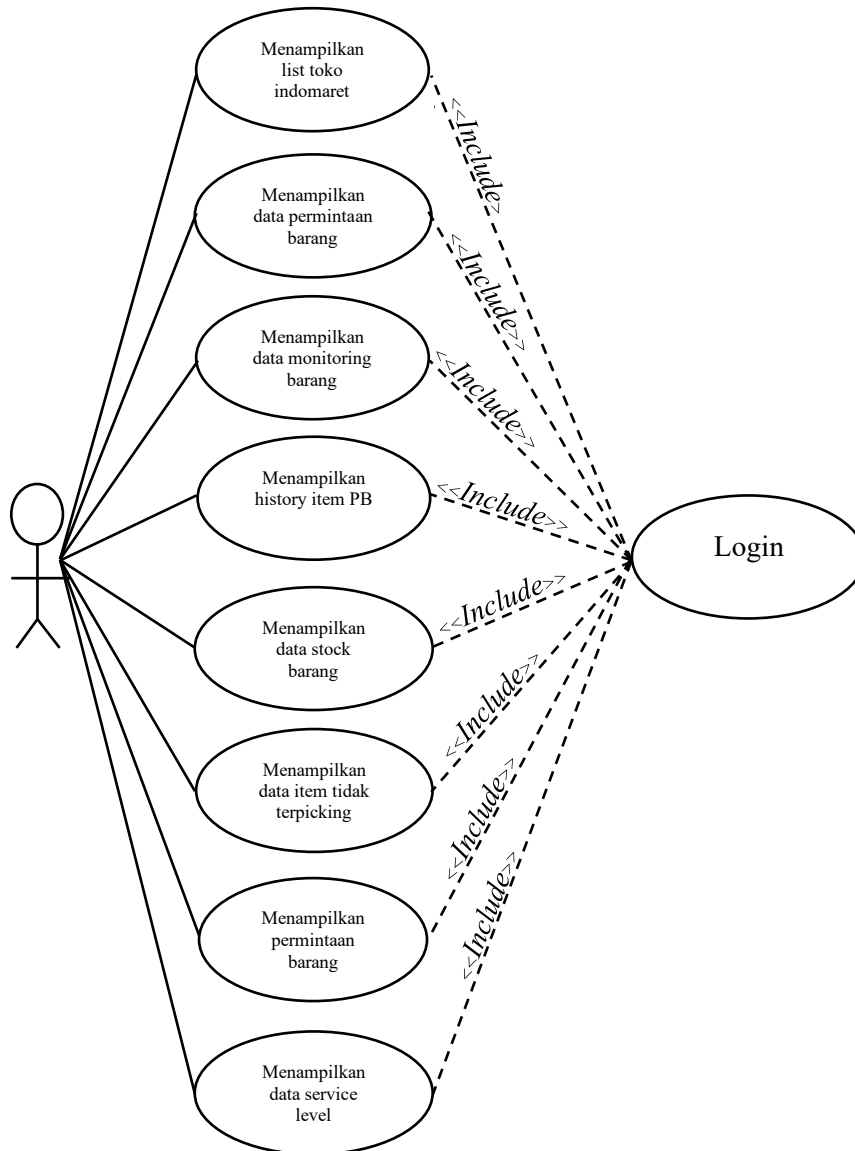 Menampilkan
list toko
indomaret
<<Include>
Menampilkan
data permintaan
barang
<<Include>>
Menampilkan
data monitoring
barang
<<Include>>
Menampilkan
history item PB
<<Include>>
Login
Menampilkan
data stock
barang
<<Include>>
Menampilkan
data item tidak
terpicking
<<Include>>
Menampilkan
permintaan
barang
<<Include>>
Menampilkan
data service
level
<<Include>>